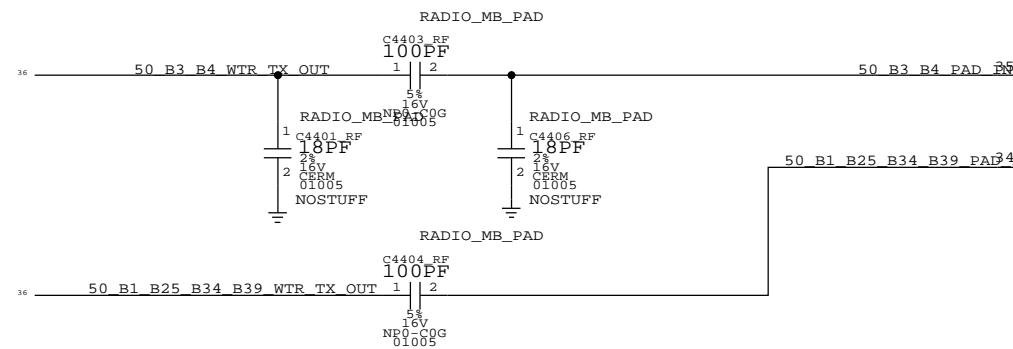 RADIO_MB_PAD
C4403_RF
100PF
36
50_B3_B4_WTR_TX_OUT
1
2
50_B3_B4_PAD_IN
35
5%
16V
NP0-C0G
01005
RADIO_MB_PAD
RADIO_MB_PAD
1
C4401_RF
18PF
2%
16V
CERM
01005
2
NOSTUFF
1
C4406_RF
18PF
2%
16V
CERM
01005
2
NOSTUFF
50_B1_B25_B34_B39_PAD_
34
RADIO_MB_PAD
C4404_RF
100PF
36
50_B1_B25_B34_B39_WTR_TX_OUT
1
2
5%
16V
NP0-C0G
01005